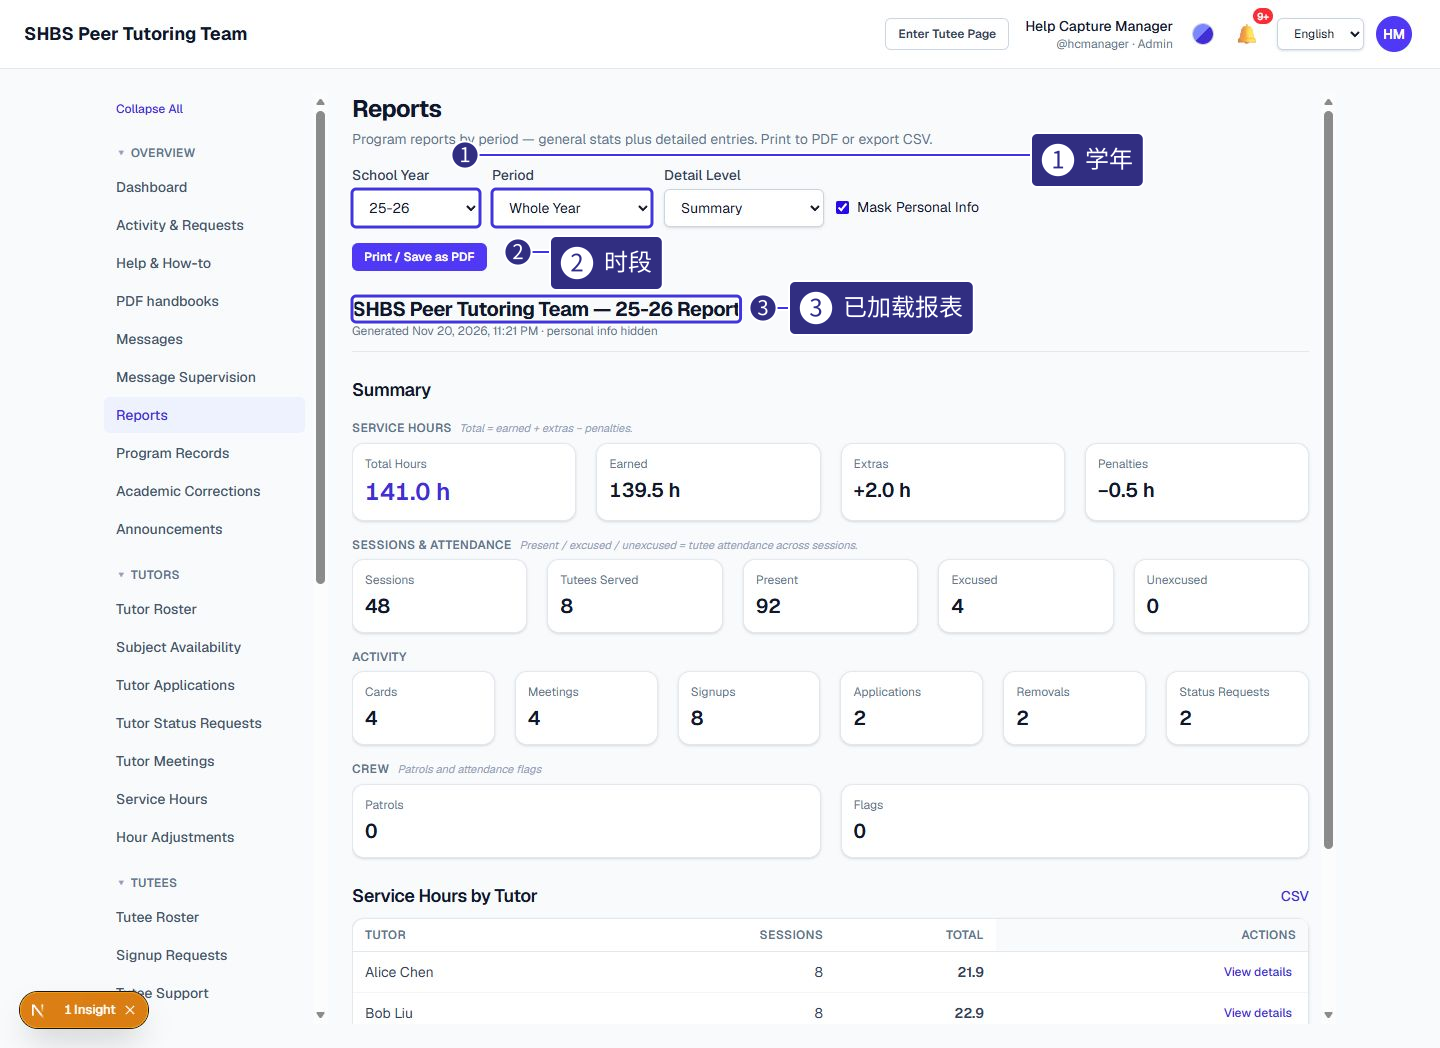 SHBS Peer Tutoring Team
Enter Tutee Page
Help Capture Manager
@hcmanager · Admin
9+
English
HM
Collapse All
OVERVIEW
Dashboard
Activity & Requests
Help & How-to
PDF handbooks
Messages
Message Supervision
Reports
Program Records
Academic Corrections
Announcements
TUTORS
Tutor Roster
Subject Availability
Tutor Applications
Tutor Status Requests
Tutor Meetings
Service Hours
Hour Adjustments
TUTEES
Tutee Roster
Signup Requests
Tutee Support
N 1 Insight
Reports
Program reports by period — general stats plus detailed entries. Print to PDF or export CSV.
1
1 学年
School Year
Period
Detail Level
25-26
Whole Year
Summary
Mask Personal Info
Print / Save as PDF
2
2 时段
SHBS Peer Tutoring Team — 25-26 Report
3
3 已加载报表
Generated Nov 20, 2026, 11:21 PM · personal info hidden
Summary
SERVICE HOURS Total = earned + extras − penalties.
Total Hours
141.0 h
Earned
139.5 h
Extras
+2.0 h
Penalties
−0.5 h
SESSIONS & ATTENDANCE Present / excused / unexcused = tutee attendance across sessions.
Sessions
48
Tutees Served
8
Present
92
Excused
4
Unexcused
0
ACTIVITY
Cards
4
Meetings
4
Signups
8
Applications
2
Removals
2
Status Requests
2
CREW Patrols and attendance flags
Patrols
0
Flags
0
Service Hours by Tutor
CSV
TUTOR SESSIONS TOTAL ACTIONS
Alice Chen 8 21.9 View details
Bob Liu 8 22.9 View details